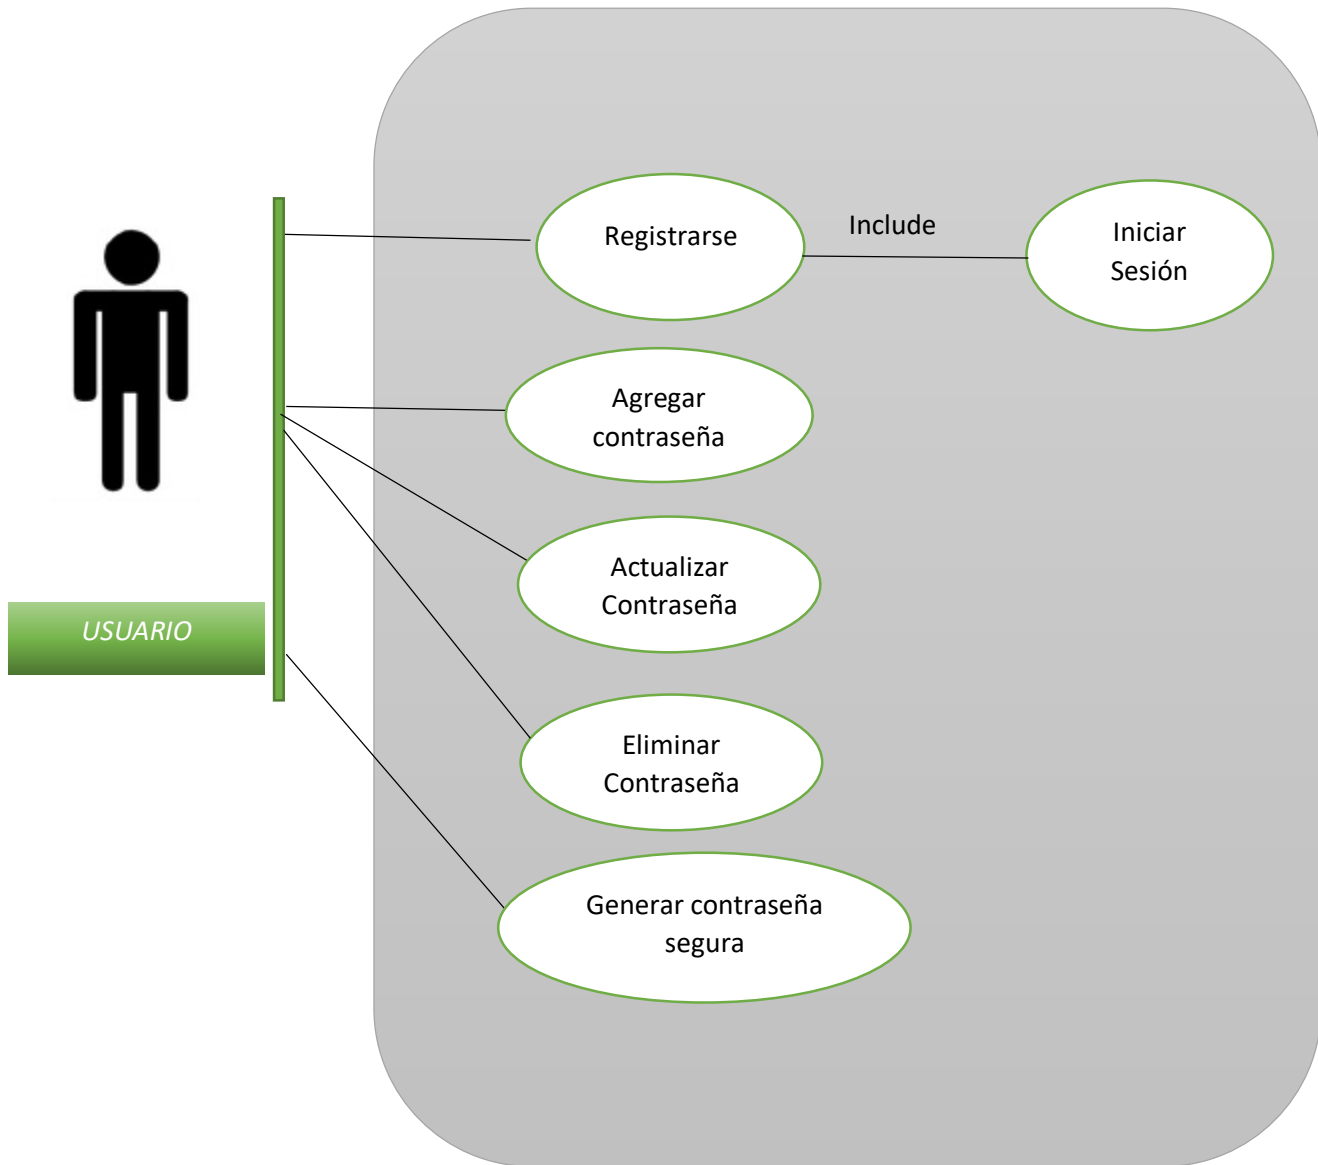 Registrarse
Include
Iniciar
Sesión
Agregar
contraseña
Actualizar
Contraseña
USUARIO
Eliminar
Contraseña
Generar contraseña
segura